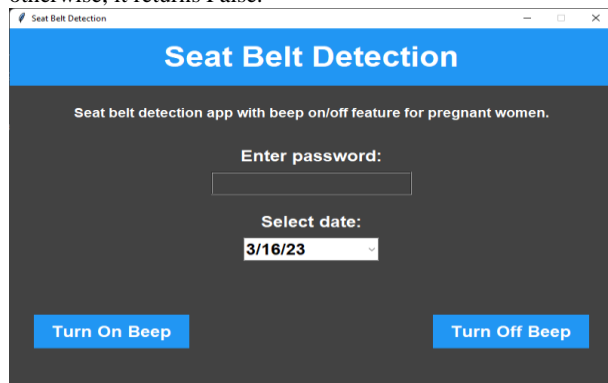 otherwise, it returns False.
Seat Belt Detection
Seat Belt Detection
Seat belt detection app with beep on/off feature for pregnant women.
Enter password:
Select date:
3/16/23
Turn On Beep
Turn Off Beep